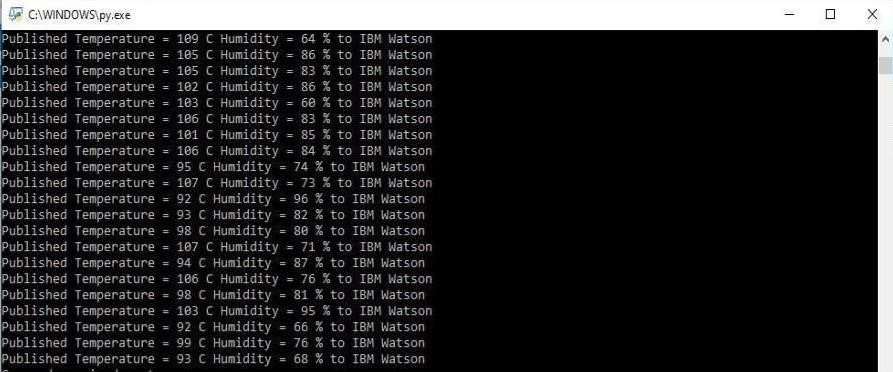 C:\WINDOWS\py.exe
Published Temperature = 109 C Humidity = 64 % to IBM Watson
Published Temperature = 105 C Humidity = 86 % to IBM Watson
Published Temperature = 105 C Humidity = 83 % to IBM Watson
Published Temperature = 102 C Humidity = 86 % to IBM Watson
Published Temperature = 103 C Humidity = 60 % to IBM Watson
Published Temperature = 106 C Humidity = 83 % to IBM Watson
Published Temperature = 101 C Humidity = 85 % to IBM Watson
Published Temperature = 106 C Humidity = 84 % to IBM Watson
Published Temperature = 95 C Humidity = 74 % to IBM Watson
Published Temperature = 107 C Humidity = 73 % to IBM Watson
Published Temperature = 92 C Humidity = 96 % to IBM Watson
Published Temperature = 93 C Humidity = 82 % to IBM Watson
Published Temperature = 98 C Humidity = 80 % to IBM Watson
Published Temperature = 107 C Humidity = 71 % to IBM Watson
Published Temperature = 94 C Humidity = 87 % to IBM Watson
Published Temperature = 106 C Humidity = 76 % to IBM Watson
Published Temperature = 98 C Humidity = 81 % to IBM Watson
Published Temperature = 103 C Humidity = 95 % to IBM Watson
Published Temperature = 92 C Humidity = 66 % to IBM Watson
Published Temperature = 99 C Humidity = 76 % to IBM Watson
Published Temperature = 93 C Humidity = 68 % to IBM Watson